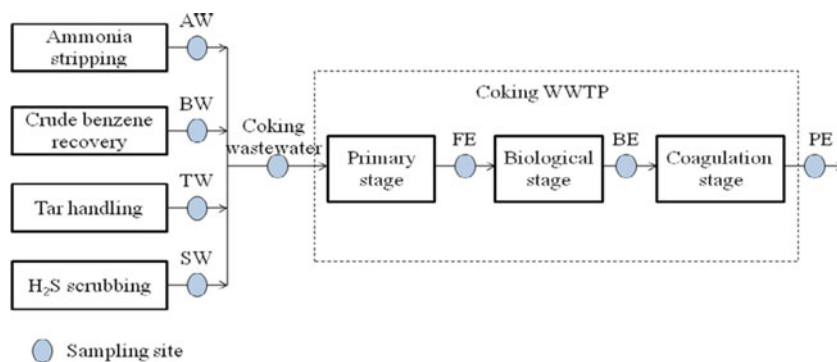 AW
Ammonia
stripping
BW
Crude benzene
recovery
TW
Tar handling
SW
H₂S scrubbing
Coking
wastewater
Coking WWTP
Primary
stage
FE
Biological
stage
BE
Coagulation
stage
PE
Sampling site